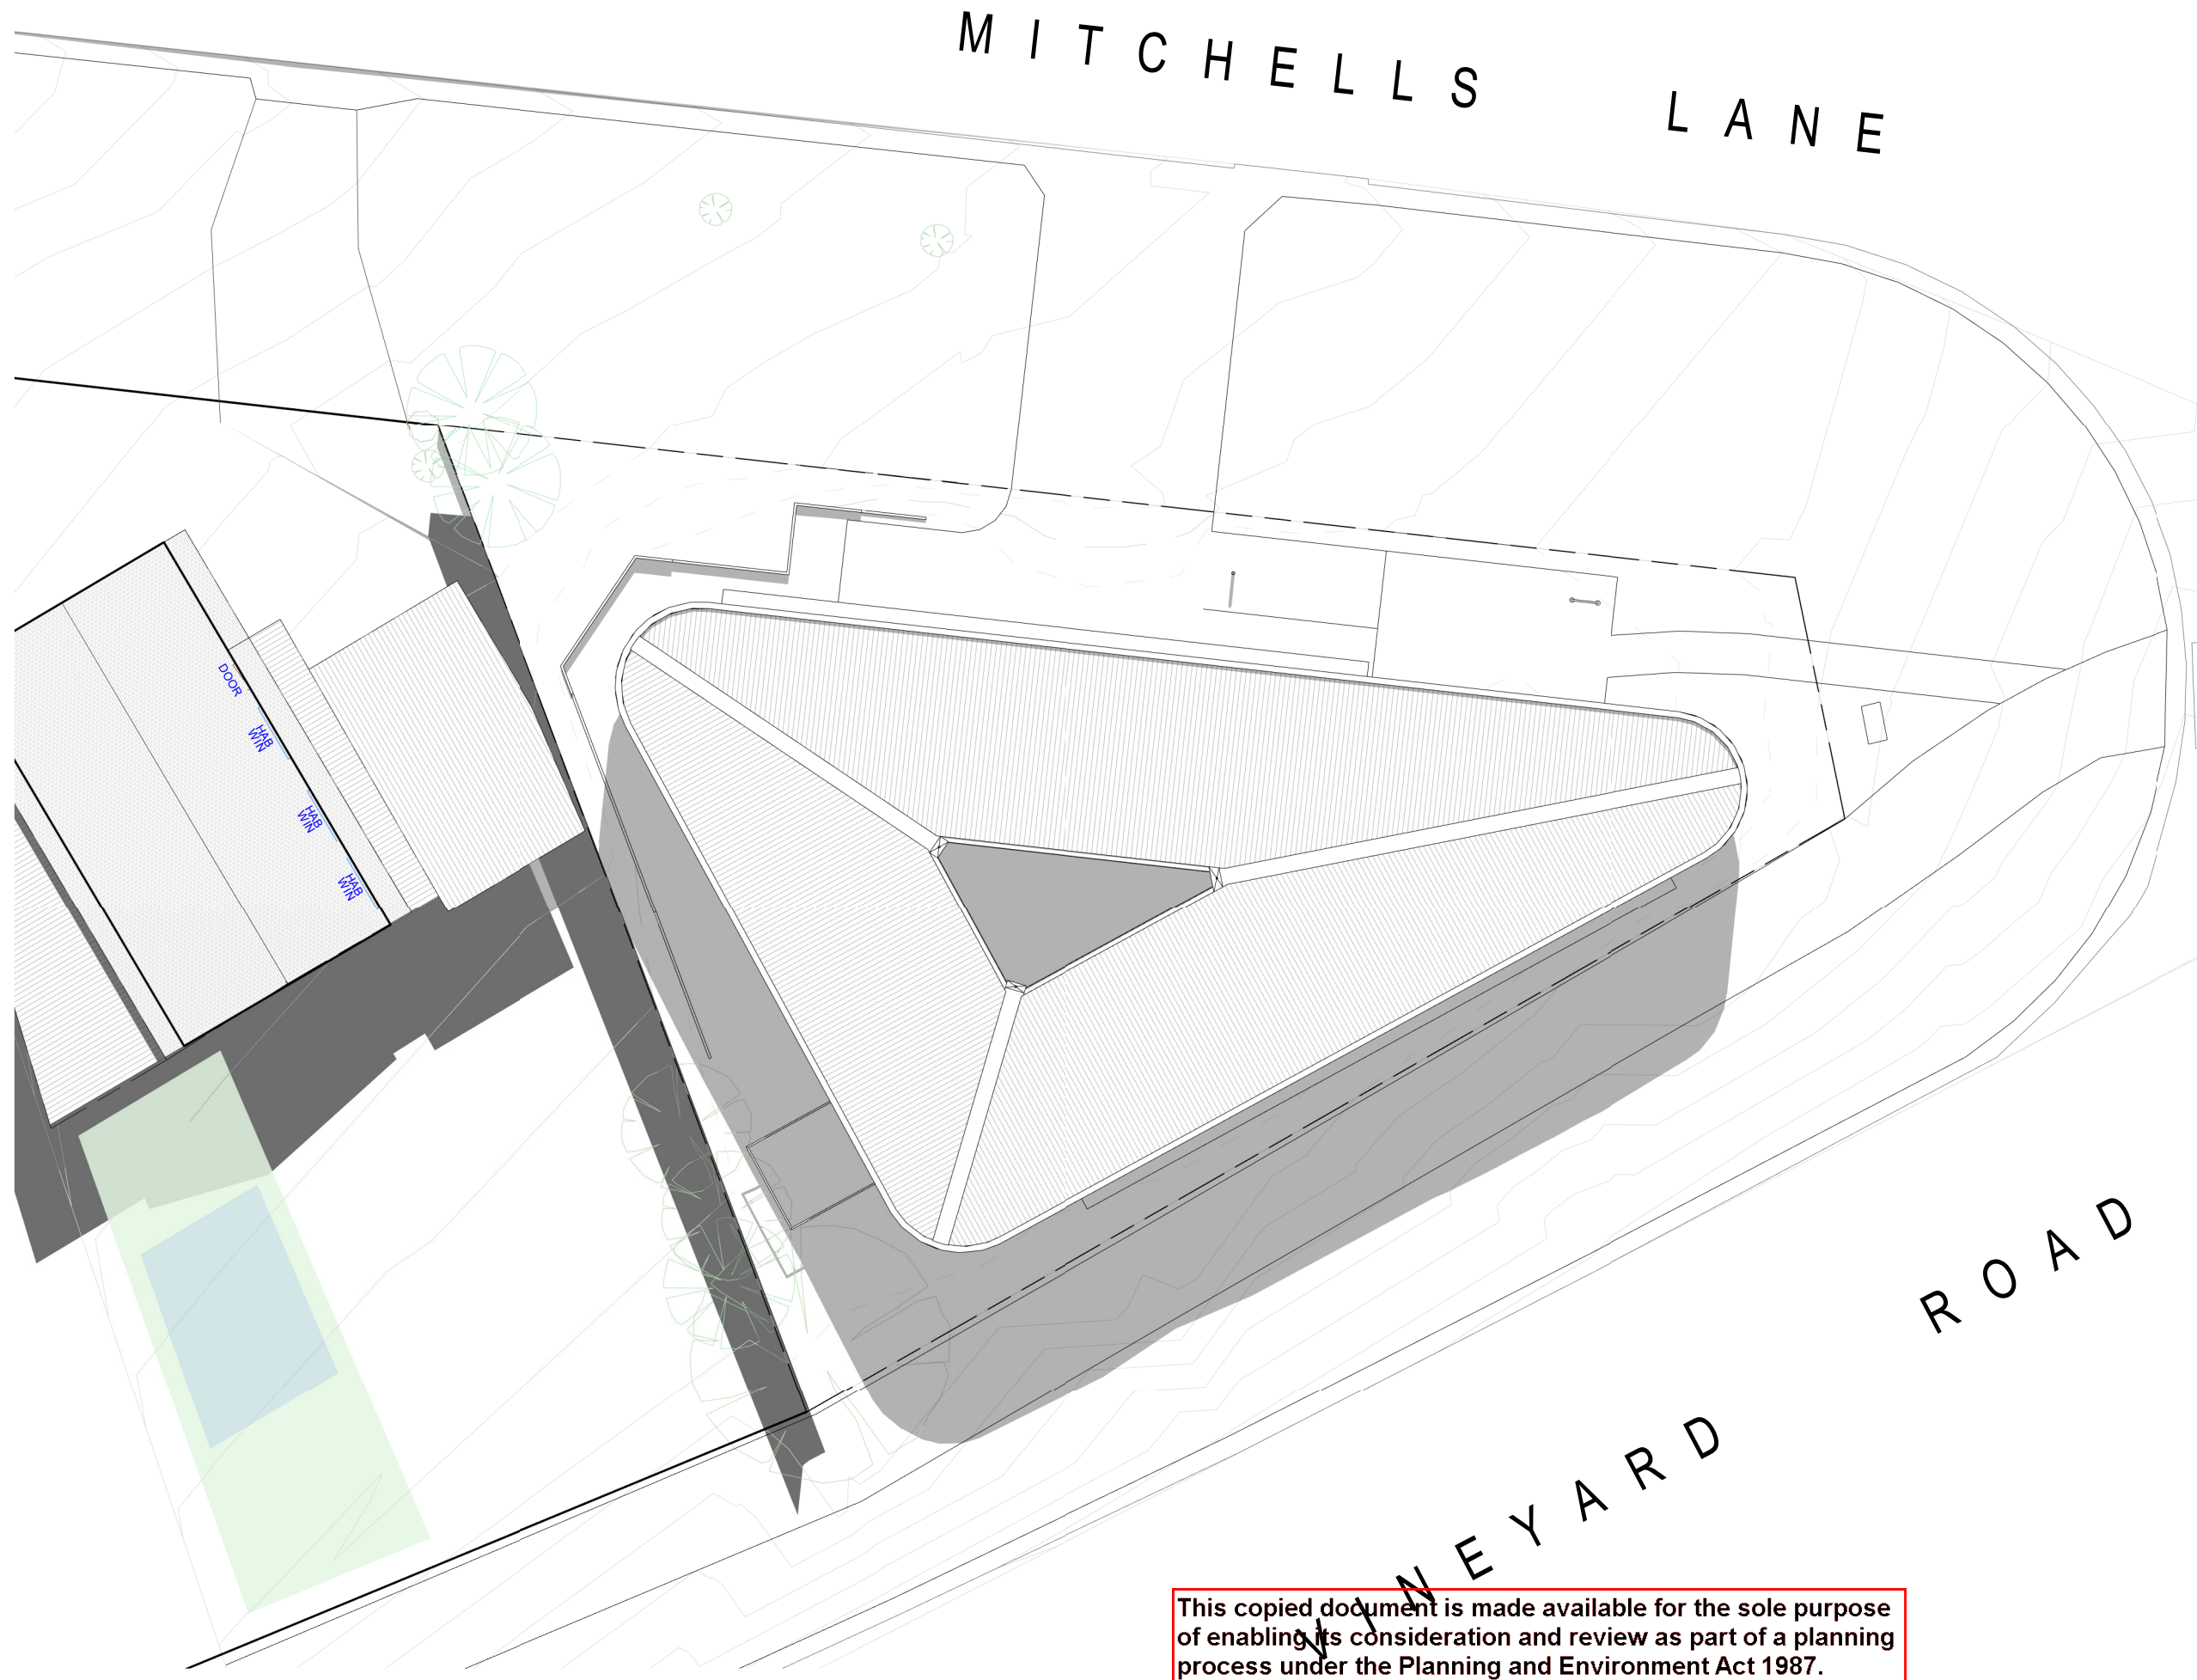 MITCHELLS LANE
DOOR
HAB
WIN
HAB
WIN
HAB
WIN
VINEYARD ROAD
This copied document is made available for the sole purpose
of enabling its consideration and review as part of a planning
process under the Planning and Environment Act 1987.